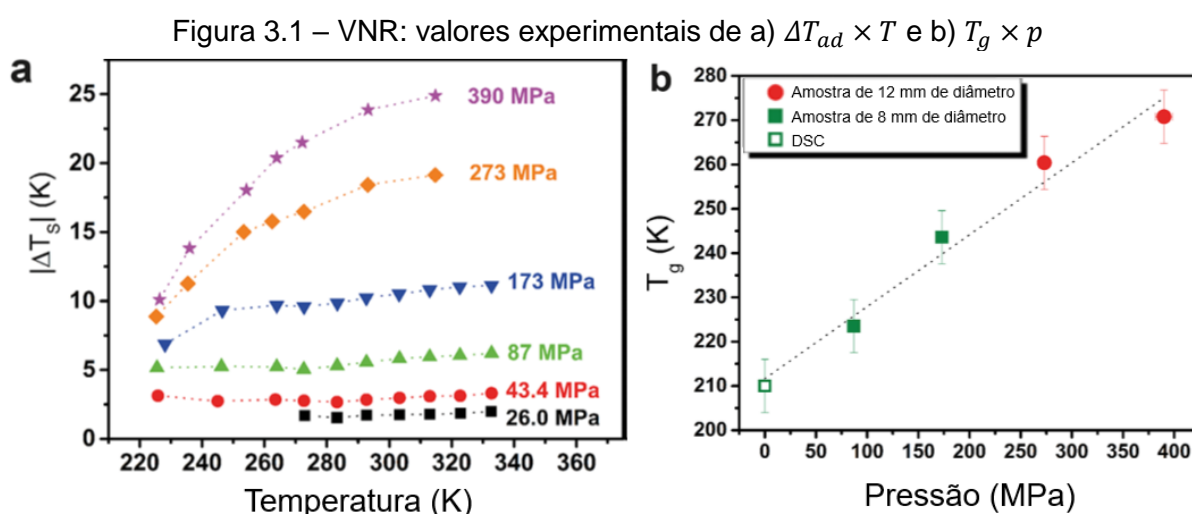 Figura 3.1 – VNR: valores experimentais de a) ΔT_ad × T e b) T_g × p
a
|ΔT_S| (K)
25
20
15
10
5
0
390 MPa
273 MPa
173 MPa
87 MPa
43.4 MPa
26.0 MPa
220 240 260 280 300 320 340 360
Temperatura (K)
b
T_g (K)
280
270
260
250
240
230
220
210
200
Amostra de 12 mm de diâmetro
Amostra de 8 mm de diâmetro
DSC
0 50 100 150 200 250 300 350 400
Pressão (MPa)